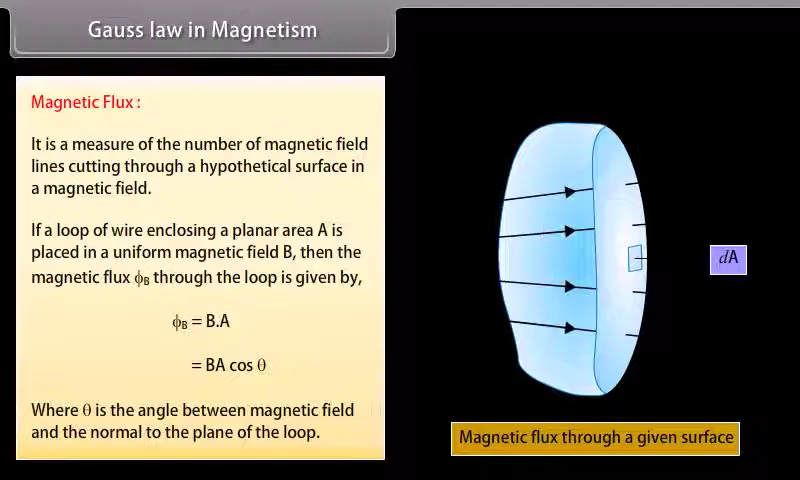 Gauss law in Magnetism
Magnetic Flux :
It is a measure of the number of magnetic field
lines cutting through a hypothetical surface in
a magnetic field.
If a loop of wire enclosing a planar area A is
placed in a uniform magnetic field B, then the
magnetic flux ϕB through the loop is given by,
ϕB = B.A
= BA cos θ
Where θ is the angle between magnetic field
and the normal to the plane of the loop.
dA
Magnetic flux through a given surface